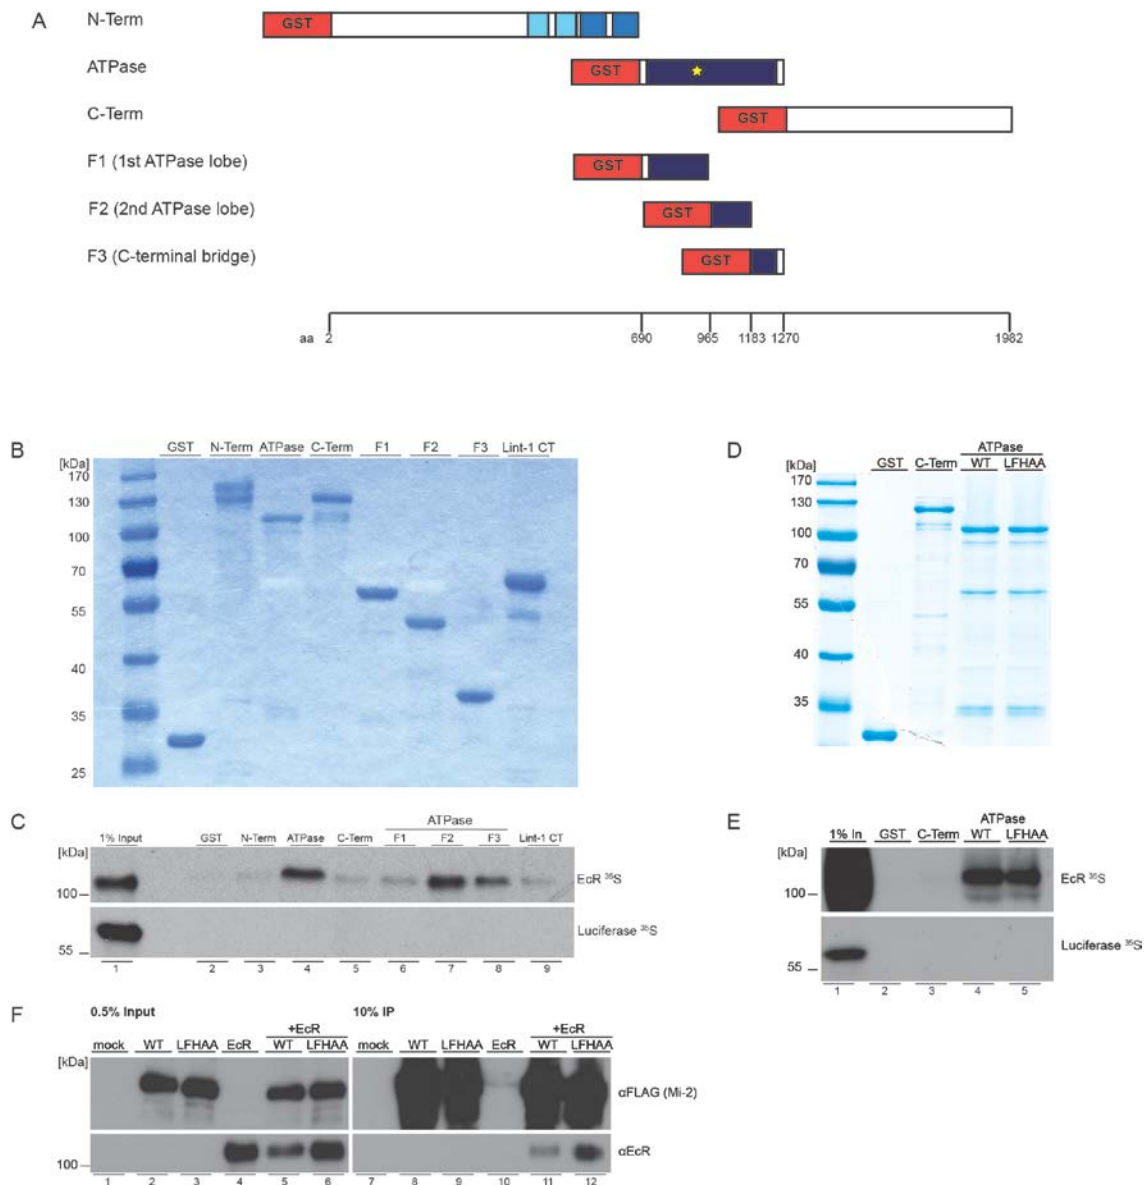 A
N-Term
GST
ATPase
GST
C-Term
GST
F1 (1st ATPase lobe)
GST
F2 (2nd ATPase lobe)
GST
F3 (C-terminal bridge)
GST
aa 2 690 965 1183 1270 1982
B
GST N-Term ATPase C-Term F1 F2 F3 Lint-1 CT
[kDa]
170
130
100
70
55
40
35
25
D
ATPase
GST C-Term WT LFHAA
[kDa]
170
130
100
70
55
40
35
C
ATPase
1% Input GST N-Term ATPase C-Term F1 F2 F3 Lint-1 CT
[kDa]
100
EcR ³⁵S
Luciferase ³⁵S
55
1 2 3 4 5 6 7 8 9
E
ATPase
1% In GST C-Term WT LFHAA
[kDa]
100
EcR ³⁵S
Luciferase ³⁵S
55
1 2 3 4 5
F
0.5% Input 10% IP
+EcR +EcR
mock WT LFHAA EcR WT LFHAA mock WT LFHAA EcR WT LFHAA
[kDa]
αFLAG (Mi-2)
αEcR
100
1 2 3 4 5 6 7 8 9 10 11 12